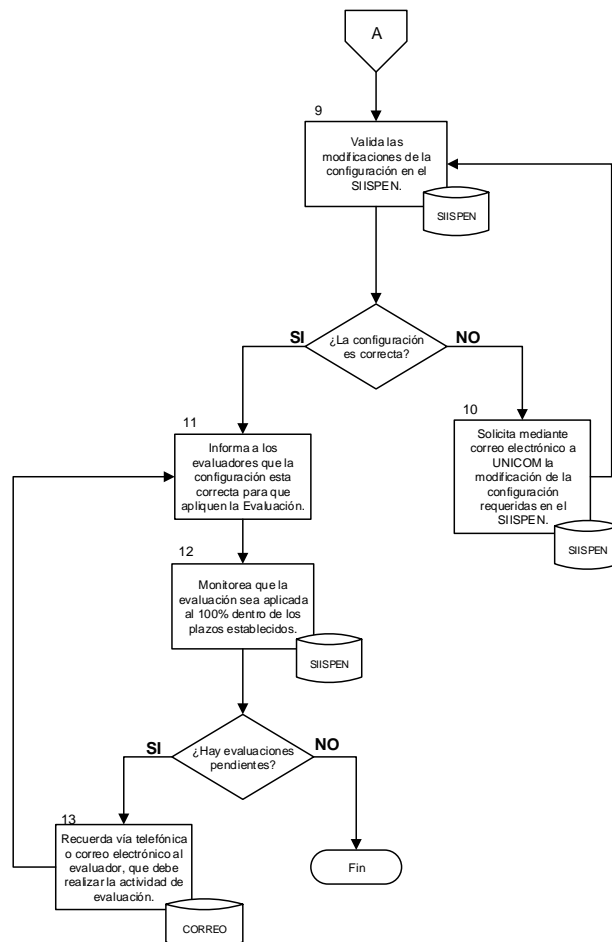 A
9
Valida las
modificaciones de la
configuración en el
SIISPEN.
SIISPEN
¿La configuración
es correcta?
SI
NO
11
Informa a los
evaluadores que la
configuración esta
correcta para que
apliquen la Evaluación.
10
Solicita mediante
correo electrónico a
UNICOM la
modificación de la
configuración
requeridas en el
SIISPEN.
SIISPEN
12
Monitorea que la
evaluación sea aplicada
al 100% dentro de los
plazos establecidos.
SIISPEN
¿Hay evaluaciones
pendientes?
SI
NO
13
Recuerda vía telefónica
o correo electrónico al
evaluador, que debe
realizar la actividad de
evaluación.
CORREO
Fin